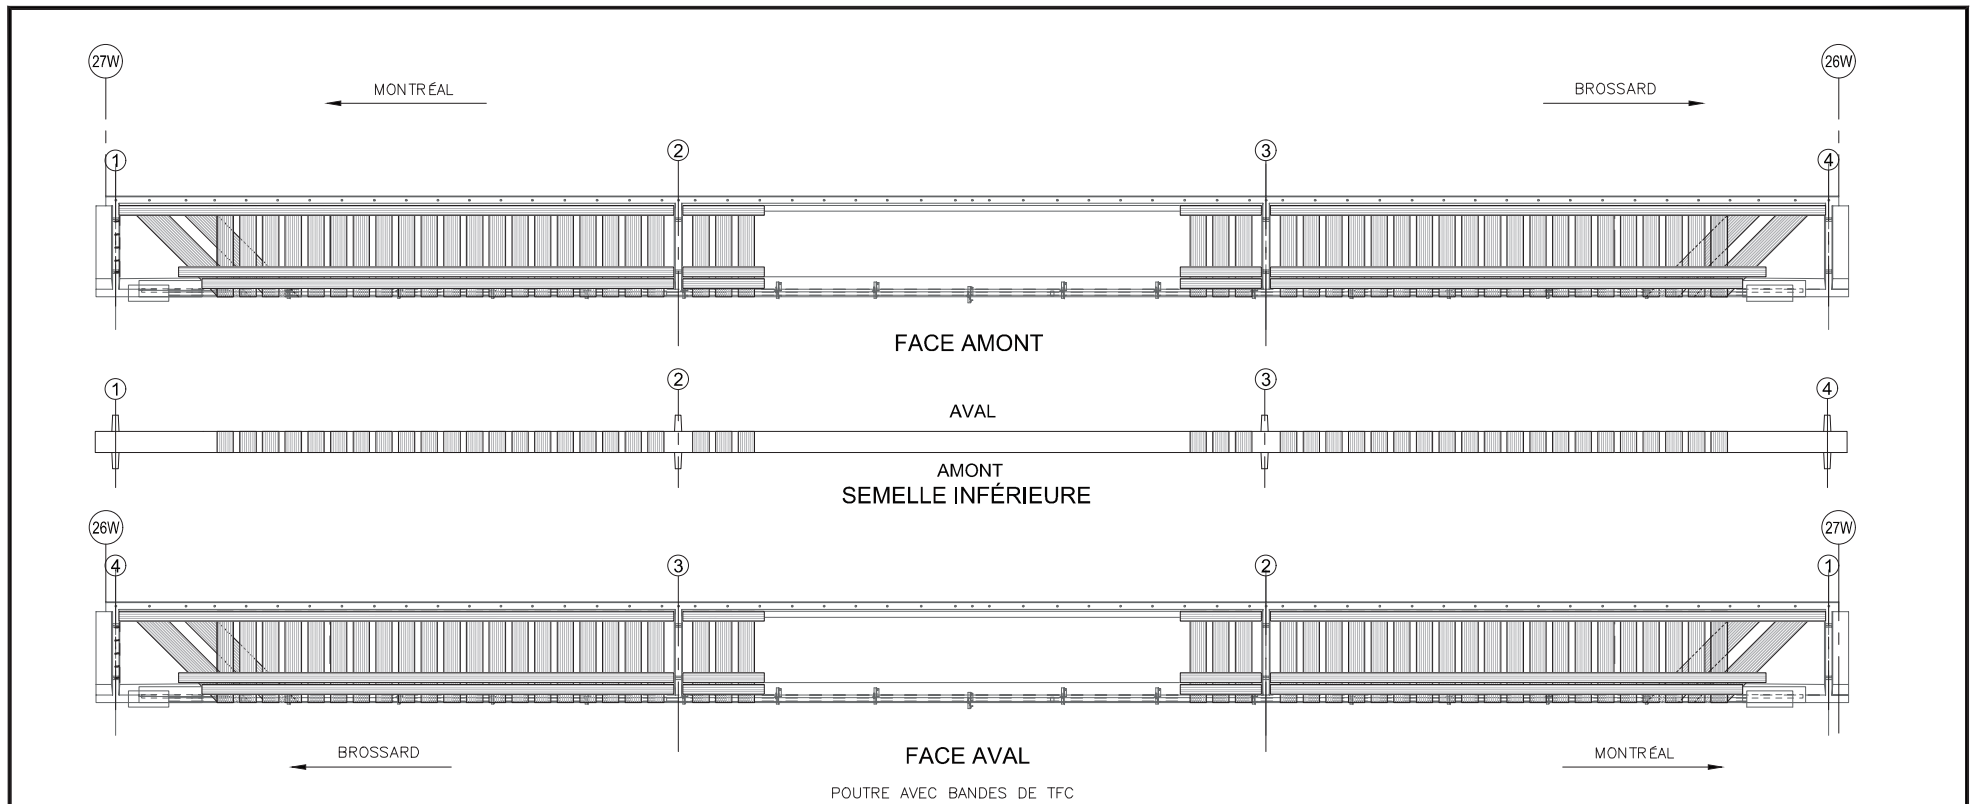 27W 26W
MONTRÉAL BROSSARD
1 2 3 4
FACE AMONT
1 2 3 4
AVAL
AMONT
SEMELLE INFÉRIEURE
26W 27W
4 3 2 1
BROSSARD FACE AVAL MONTRÉAL
POUTRE AVEC BANDES DE TFC